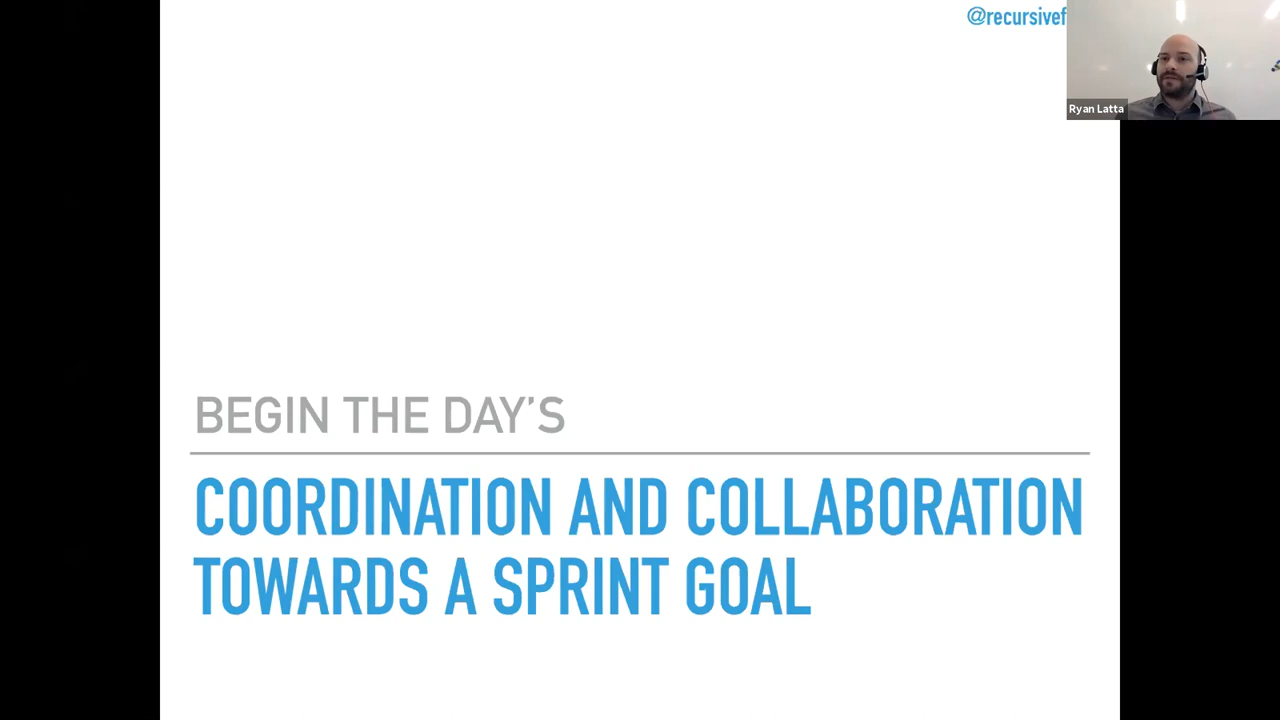 @recursivef
Ryan Latta
BEGIN THE DAY'S
COORDINATION AND COLLABORATION
TOWARDS A SPRINT GOAL